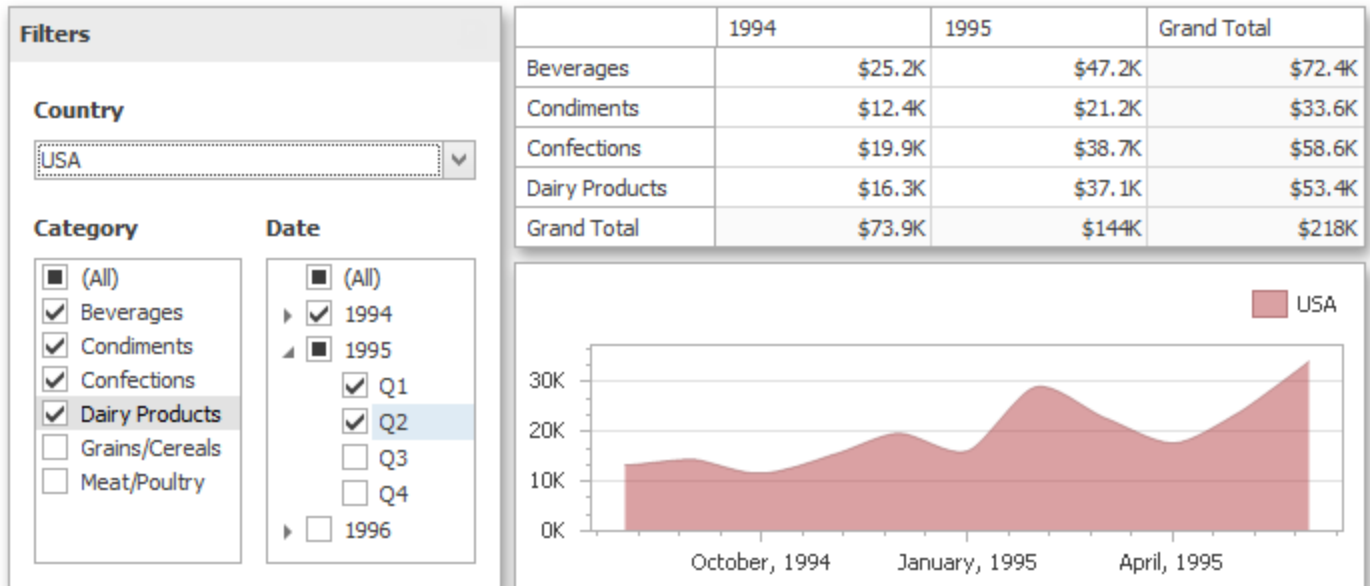 Filters
Country
USA
Category
(All)
Beverages
Condiments
Confections
Dairy Products
Grains/Cereals
Meat/Poultry
Date
(All)
1994
1995
Q1
Q2
Q3
Q4
1996
1994 1995 Grand Total
Beverages $25.2K $47.2K $72.4K
Condiments $12.4K $21.2K $33.6K
Confections $19.9K $38.7K $58.6K
Dairy Products $16.3K $37.1K $53.4K
Grand Total $73.9K $144K $218K
USA
30K
20K
10K
0K
October, 1994 January, 1995 April, 1995